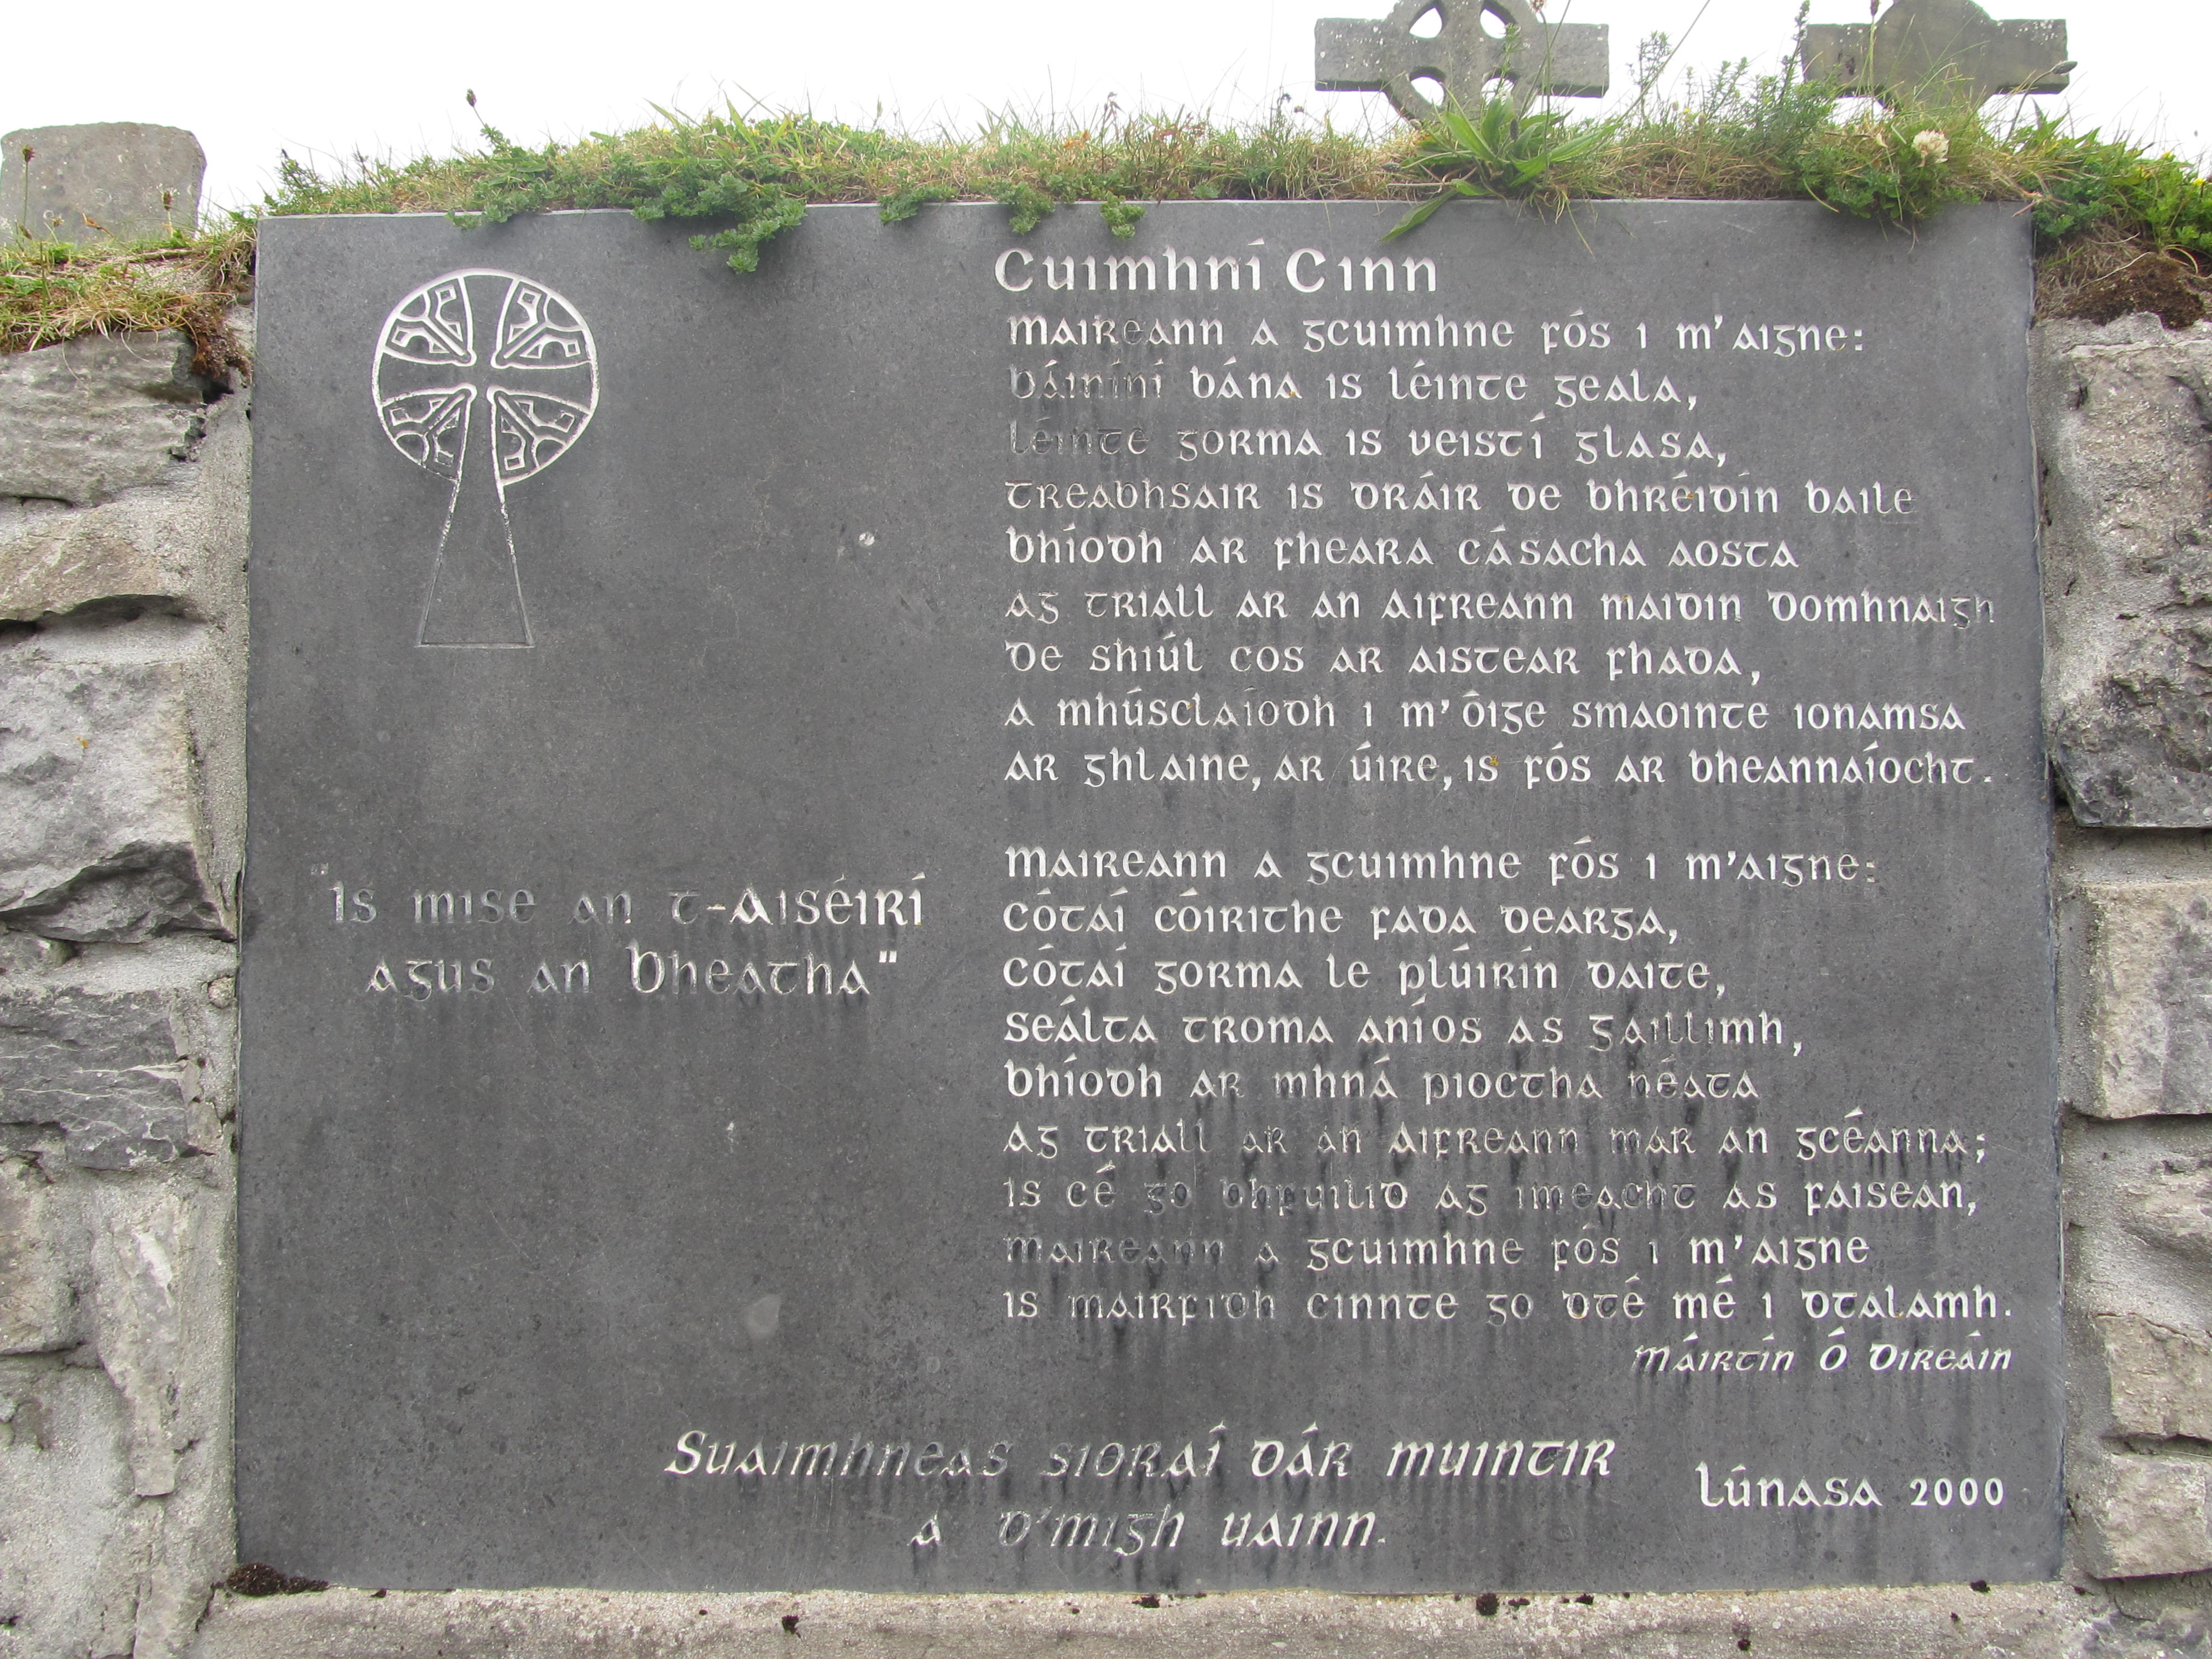 Cuimhní Cinn
Maireann a gcuimhne fós i m'aigne:
báiníní bána is léinte geala,
léinte gorma is veistí glasa,
treabhsair is dráir de bhréidín baile
bhíodh ar fheara cásacha aosta
ag triall ar an Aifreann maidin Domhnaigh
de shiúl cos ar aistear fhada,
a mhúsclaíodh i m'óige smaointe ionamsa
ar ghlaine, ar úire, is fós ar bheannaíocht.
Maireann a gcuimhne fós i m'aigne:
cótaí cóirithe fada dearga,
cótaí gorma le plúirín daite,
seálta troma aníos as Gaillimh,
bhíodh ar mhná pioctha néata
ag triall ar an Aifreann mar an gcéanna;
is cé go bhfuilid ag imeacht as faisean,
maireann a gcuimhne fós i m'aigne
is mairfidh cinnte go dté mé i dtalamh.
Máirtín Ó Direáin
"Is mise an t-Aiséirí
agus an Bheatha"
Suaimhneas síoraí dár muintir
a d'imigh uainn.
Lúnasa 2000